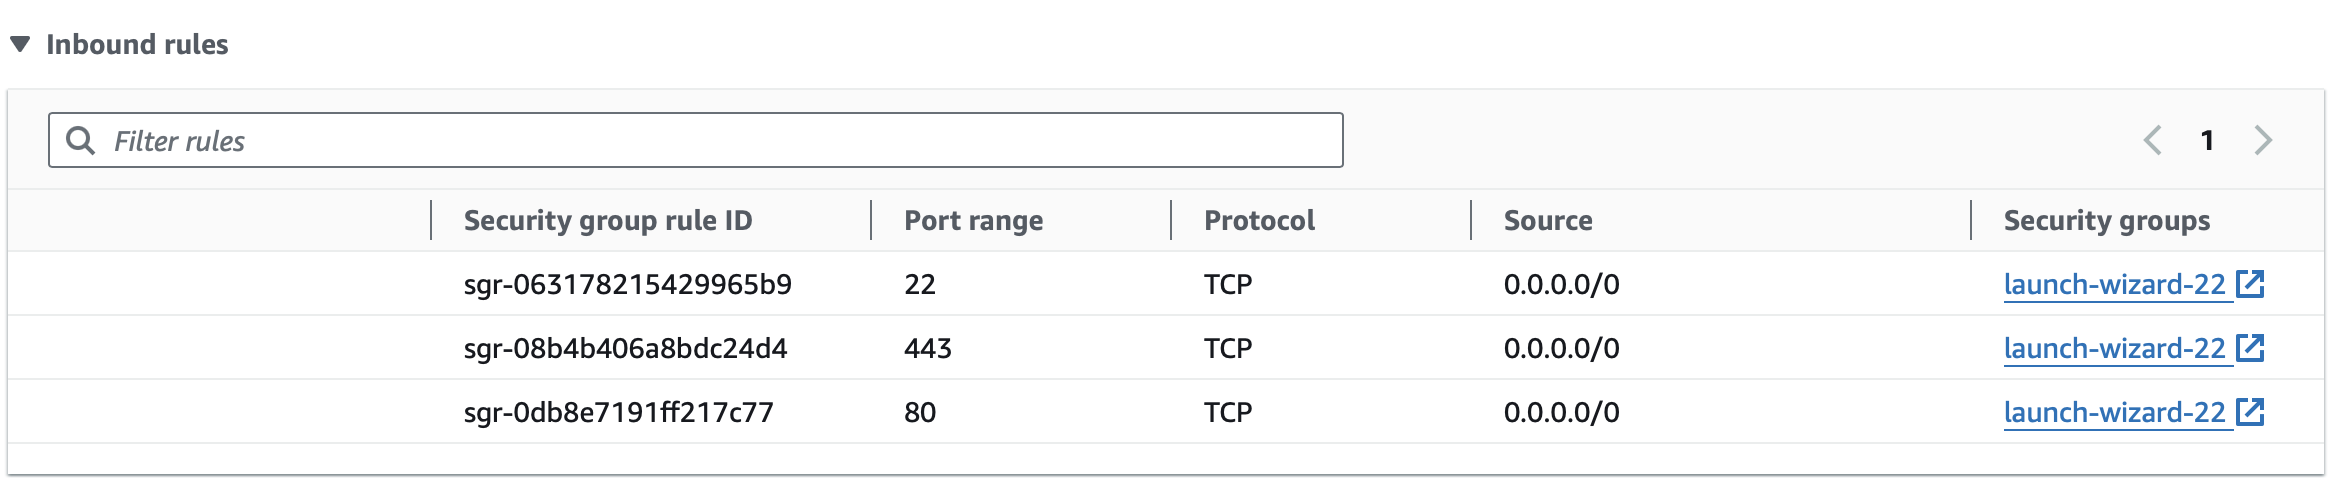 Inbound rules
Filter rules
1
Security group rule ID Port range Protocol Source Security groups
sgr-063178215429965b9 22 TCP 0.0.0.0/0 launch-wizard-22
sgr-08b4b406a8bdc24d4 443 TCP 0.0.0.0/0 launch-wizard-22
sgr-0db8e7191ff217c77 80 TCP 0.0.0.0/0 launch-wizard-22